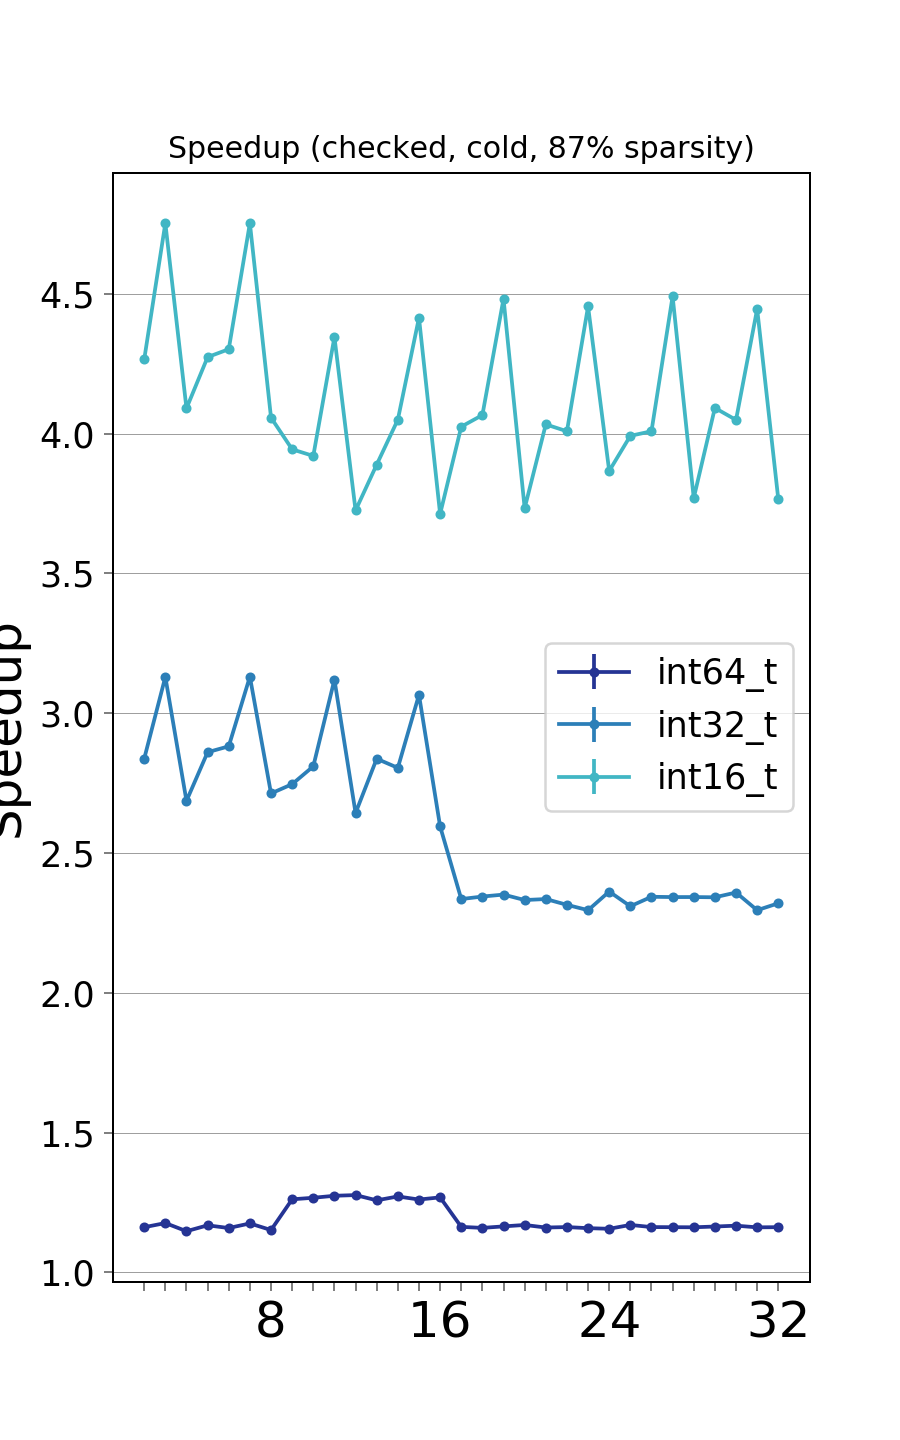 Speedup (checked, cold, 87% sparsity)
4.5
4.0
3.5
3.0
2.5
2.0
1.5
1.0
Speedup
int64_t
int32_t
int16_t
8 16 24 32